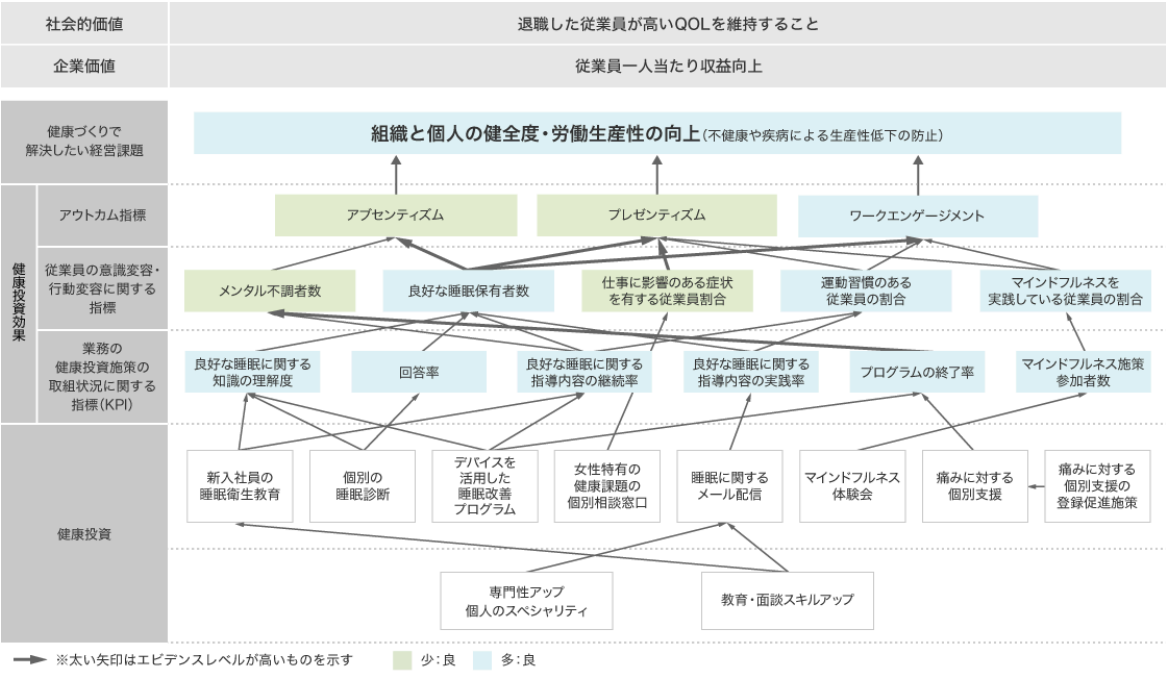 社会的価値
退職した従業員が高いQOLを維持すること
企業価値
従業員一人当たり収益向上
健康づくりで
解決したい経営課題
組織と個人の健全度・労働生産性の向上(不健康や疾病による生産性低下の防止)
健康投資効果
アウトカム指標
アブセンティズム
プレゼンティズム
ワークエンゲージメント
従業員の意識変容・
行動変容に関する
指標
メンタル不調者数
良好な睡眠保有者数
仕事に影響のある症状
を有する従業員割合
運動習慣のある
従業員の割合
マインドフルネスを
実践している従業員の割合
業務の
健康投資施策の
取組状況に関する
指標(KPI)
良好な睡眠に関する
知識の理解度
回答率
良好な睡眠に関する
指導内容の継続率
良好な睡眠に関する
指導内容の実践率
プログラムの終了率
マインドフルネス施策
参加者数
健康投資
新入社員の
睡眠衛生教育
個別の
睡眠診断
デバイスを
活用した
睡眠改善
プログラム
女性特有の
健康課題の
個別相談窓口
睡眠に関する
メール配信
マインドフルネス
体験会
痛みに対する
個別支援
痛みに対する
個別支援の
登録促進施策
専門性アップ
個人のスペシャリティ
教育・面談スキルアップ
※太い矢印はエビデンスレベルが高いものを示す
少:良
多:良